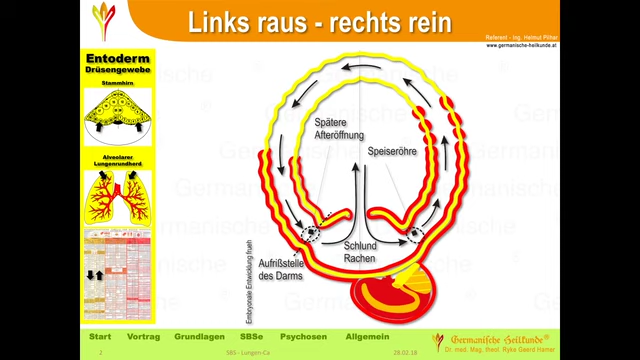 Links raus - rechts rein
Referent - Ing. Helmut Pilhar
www.germanische-heilkunde.at
Entoderm
Drüsengewebe
Stammhirn
Alveolarer
Lungenrundherd
Spätere
Afteröffnung
Speiseröhre
Schlund
Rachen
Aufrißstelle
des Darms
Embryonale Entwicklung früh
Start Vortrag Grundlagen SBSe Psychosen Allgemein
2 SBS - Lungen-Ca 28.02.18
Germanische Heilkunde®
Dr. med. Mag. theol. Ryke Geerd Hamer